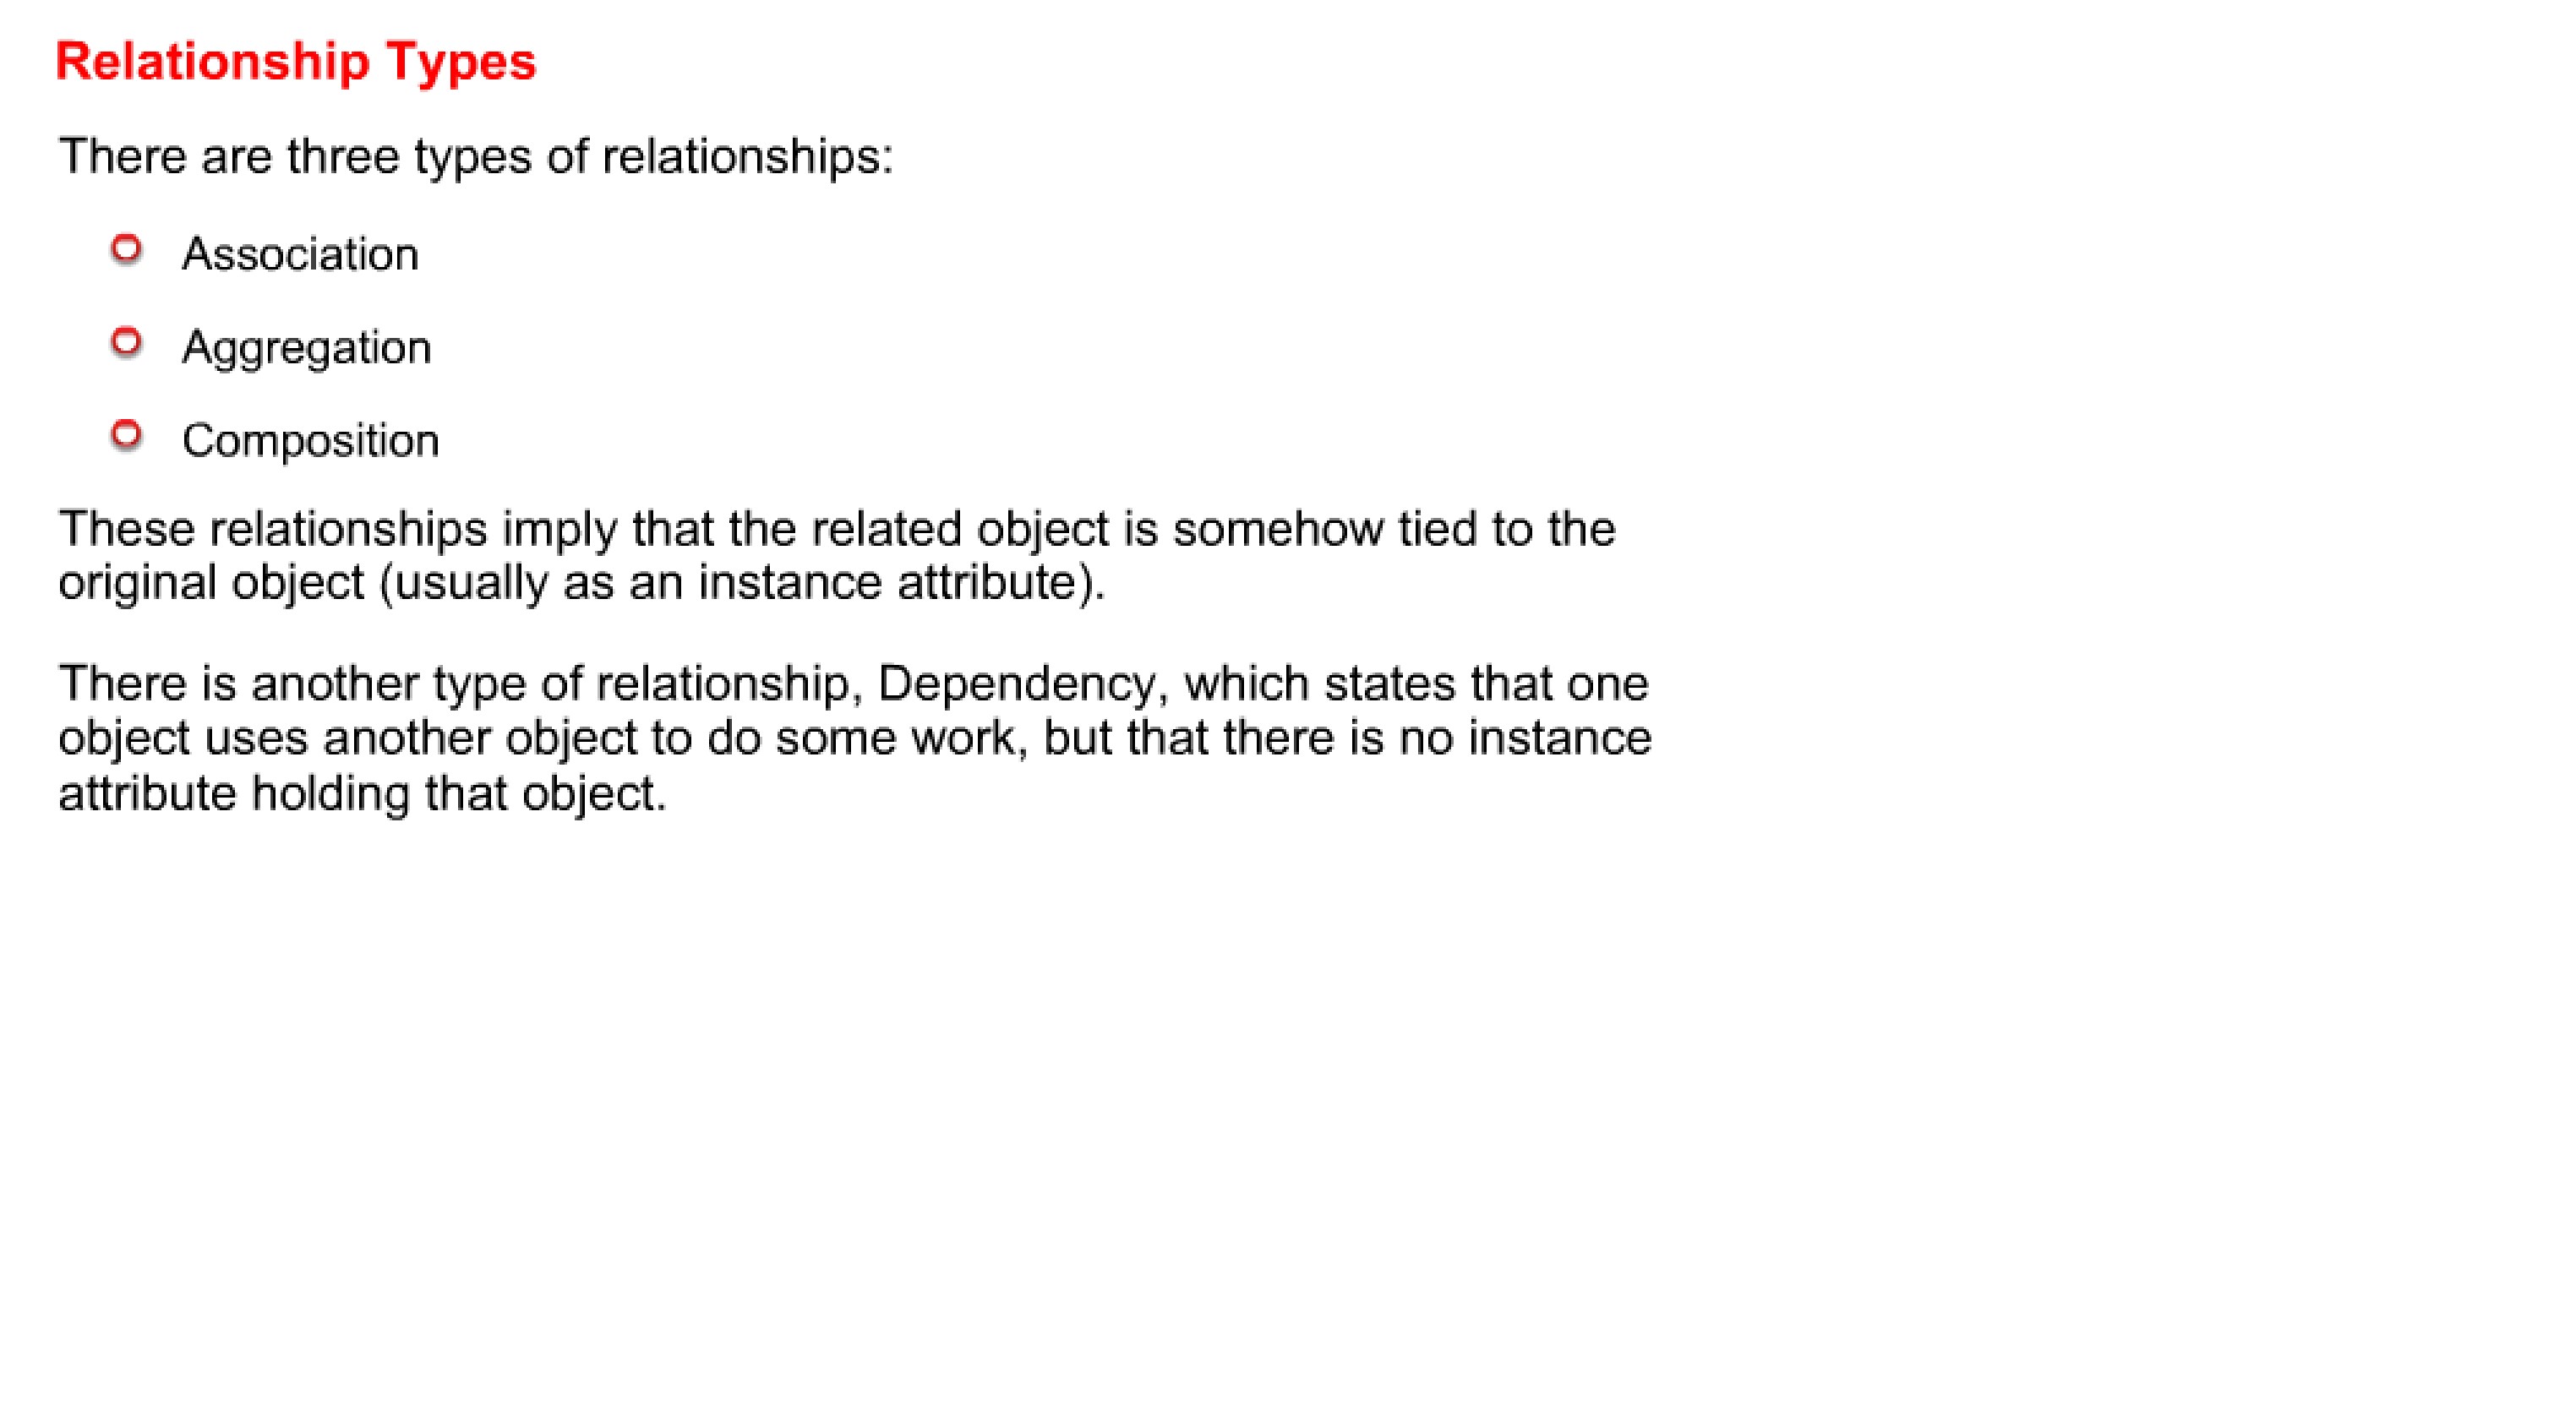 Relationship Types
There are three types of relationships:
Association
Aggregation
Composition
These relationships imply that the related object is somehow tied to the
original object (usually as an instance attribute).
There is another type of relationship, Dependency, which states that one
object uses another object to do some work, but that there is no instance
attribute holding that object.